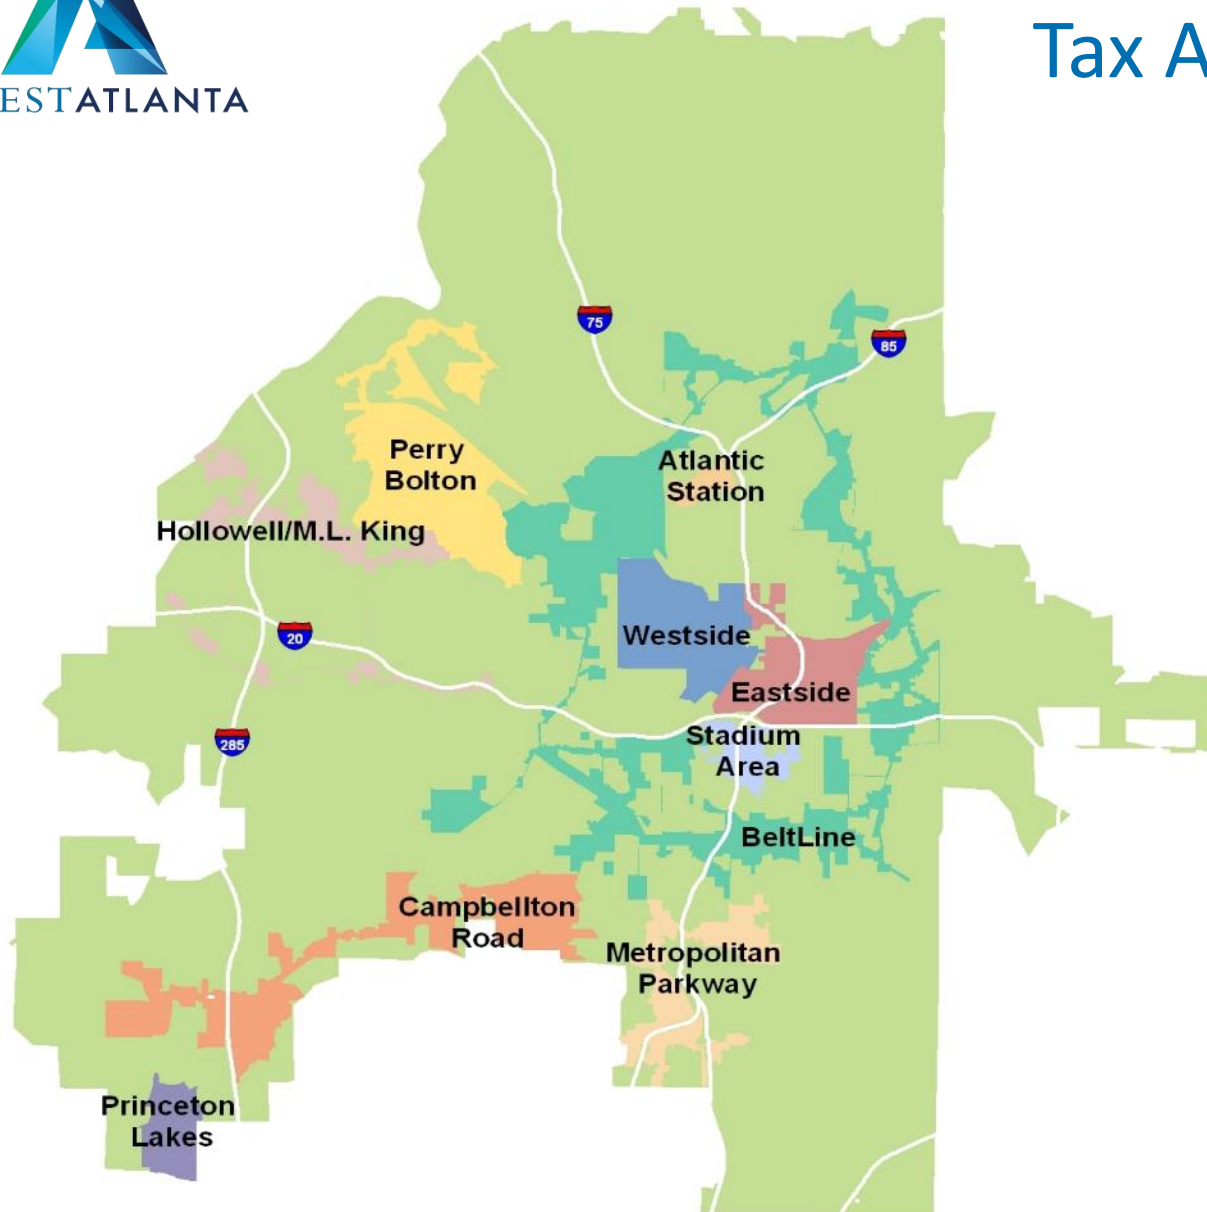 Tax A
ESTATLANTA
75
85
Perry
Bolton
Atlantic
Station
Hollowell/M.L. King
20
Westside
Eastside
285
Stadium
Area
BeltLine
Campbellton
Road
Metropolitan
Parkway
Princeton
Lakes